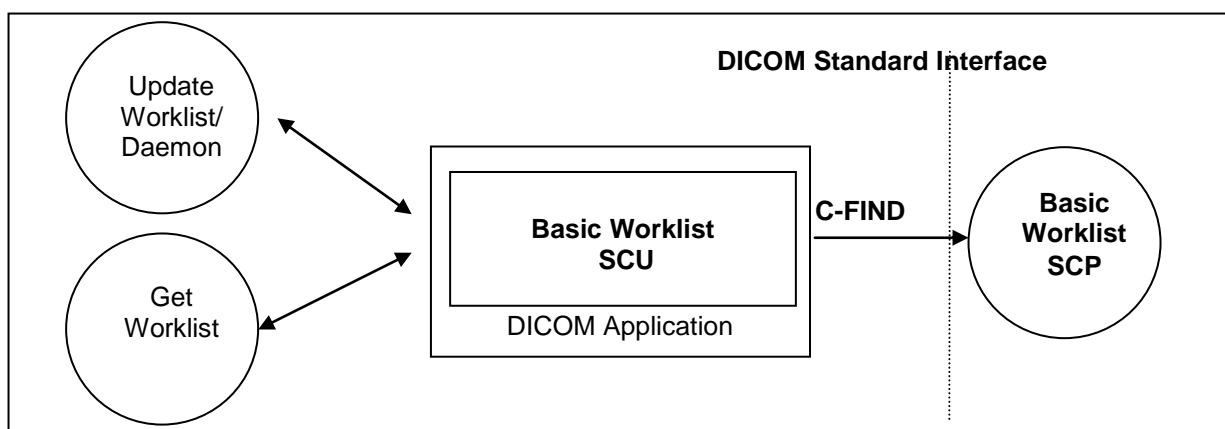 Update
Worklist/
Daemon
DICOM Standard Interface
Basic Worklist
SCU
DICOM Application
C-FIND
Basic
Worklist
SCP
Get
Worklist